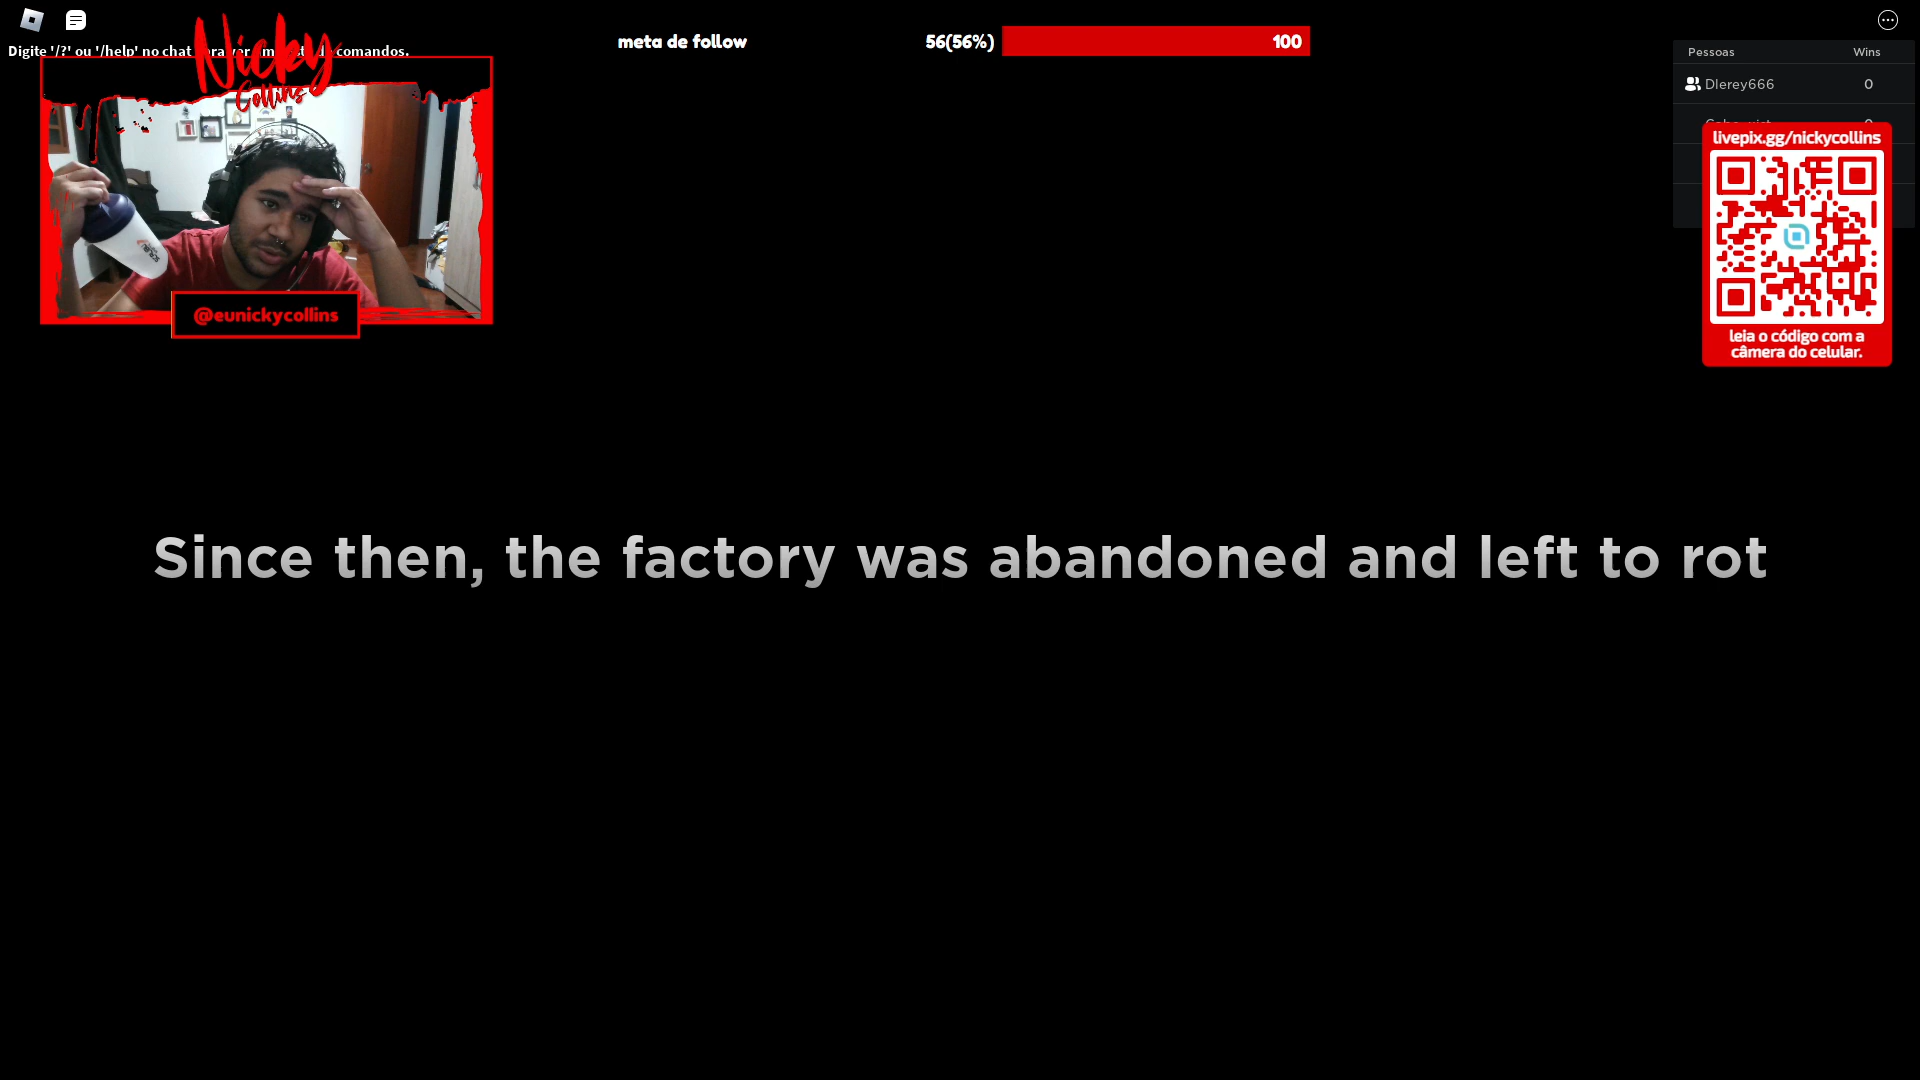 Digite '/?' ou '/help' no chat comandos.
Nicky
Collins
@eunickycollins
meta de follow 56(56%) 100
Pessoas Wins
Dlerey666 0
livepix.gg/nickycollins
leia o código com a
câmera do celular.
Since then, the factory was abandoned and left to rot